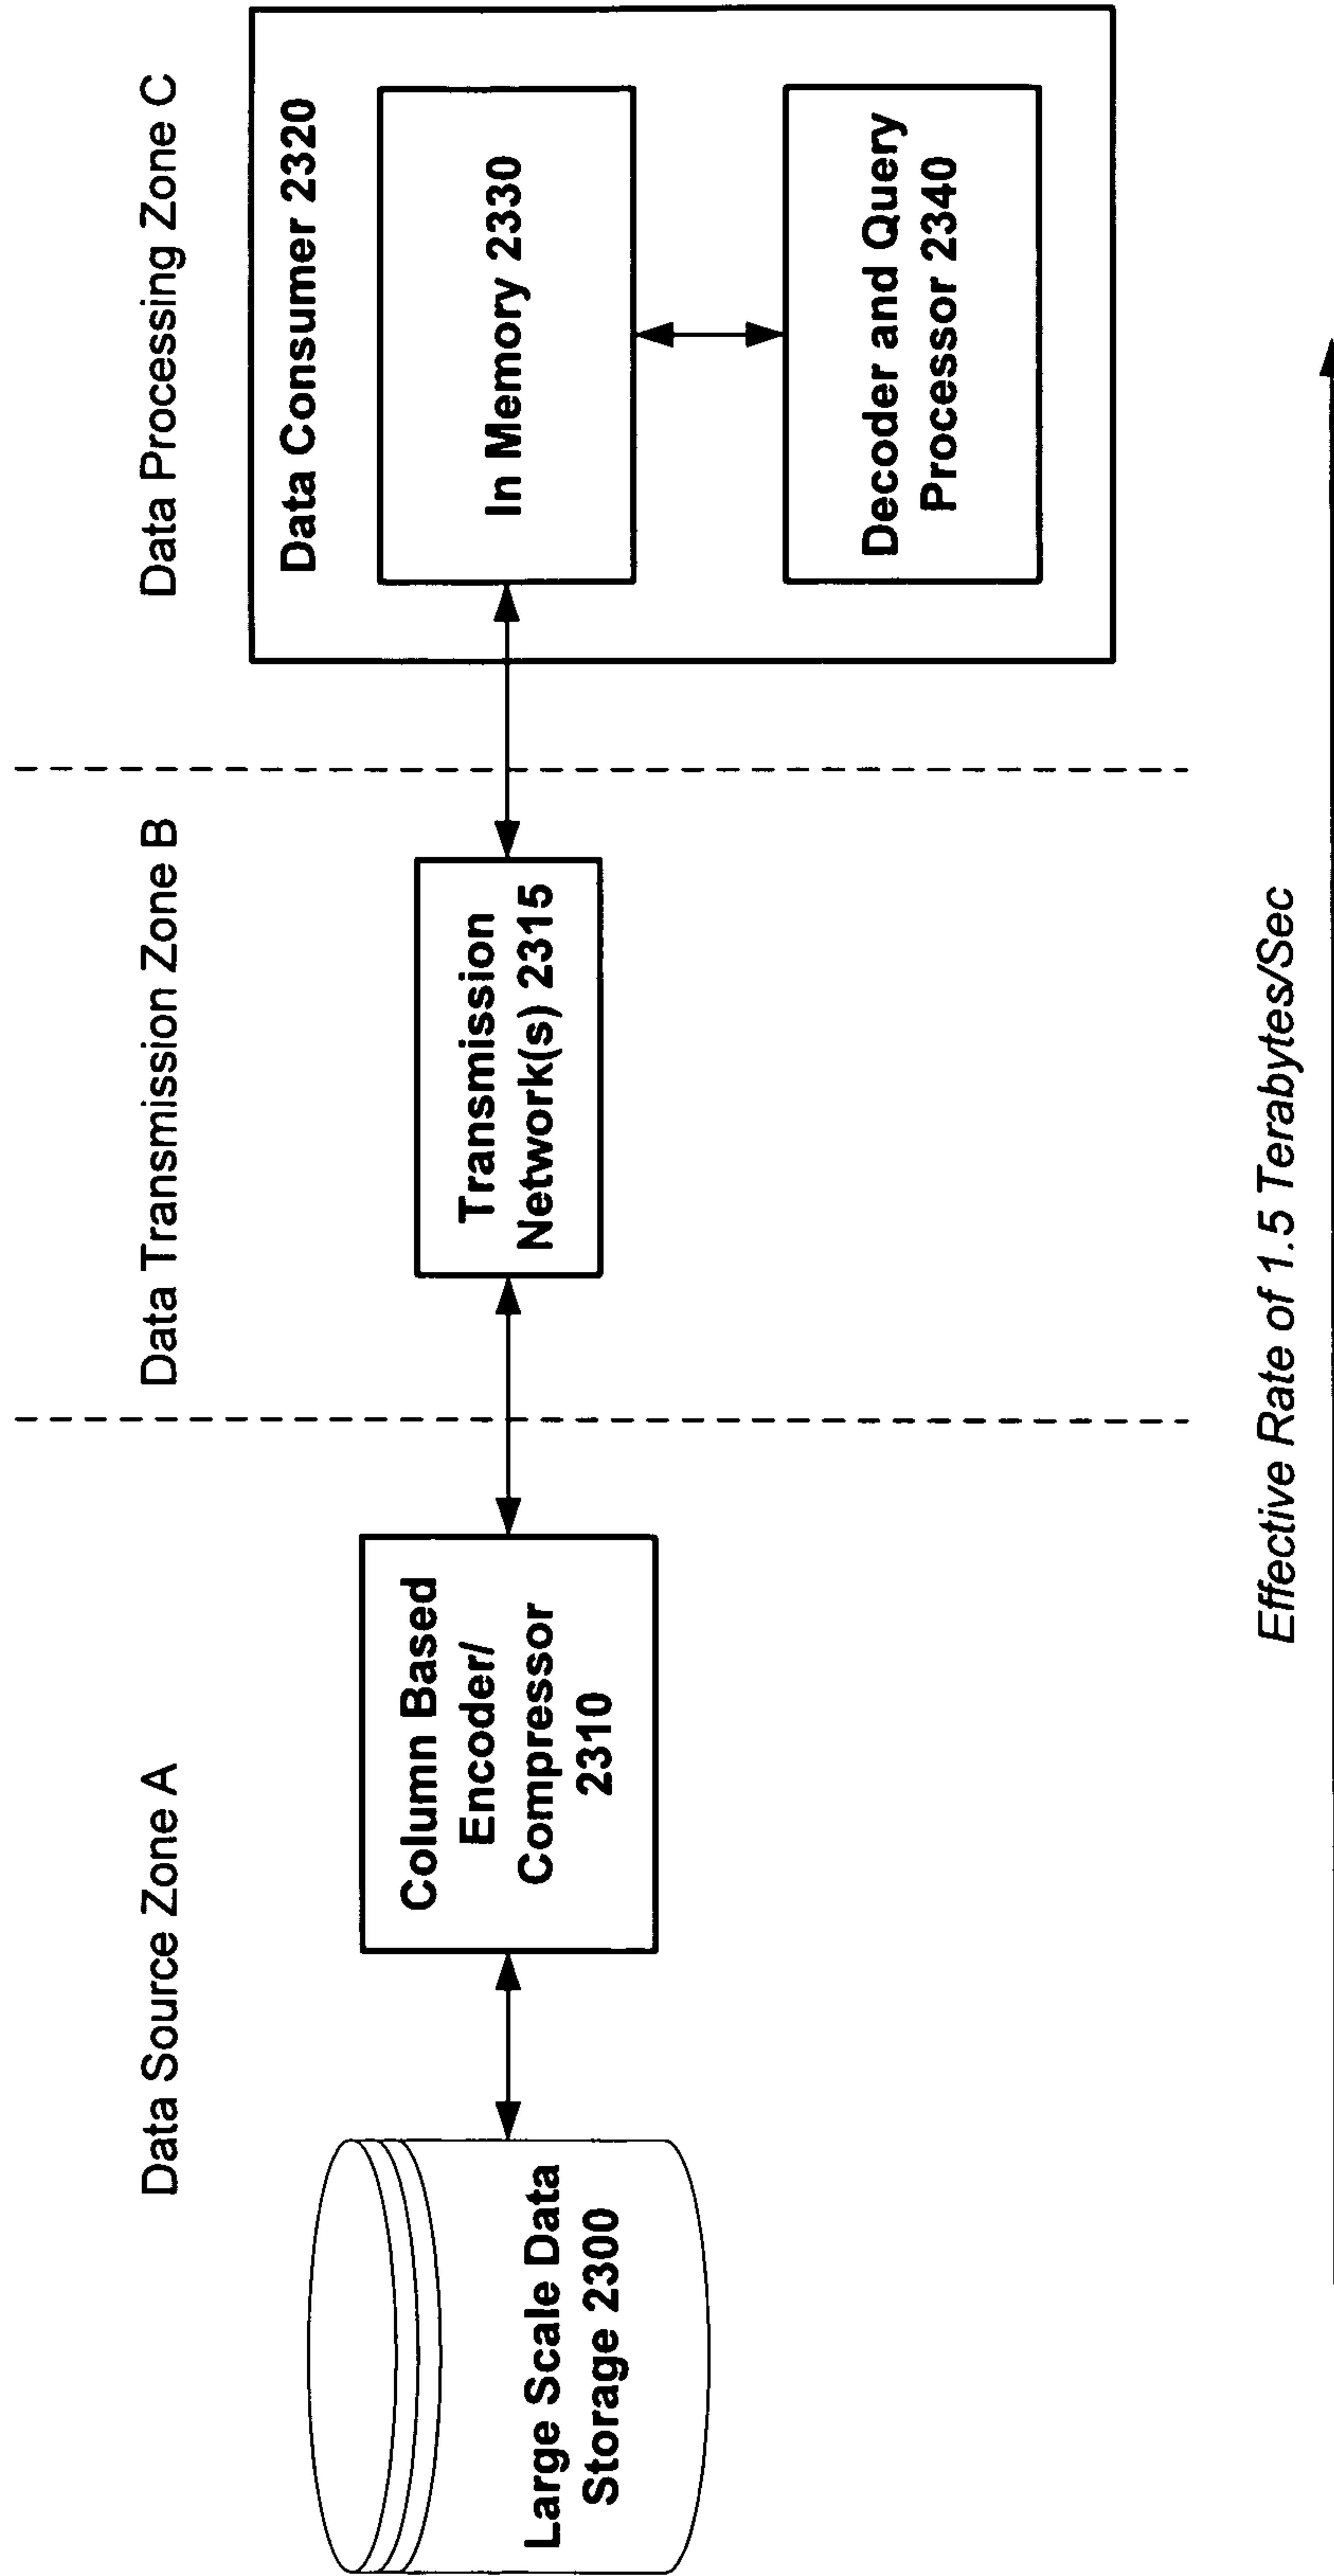 Data Source Zone A
Data Transmission Zone B
Data Processing Zone C
Large Scale Data
Storage 2300
Column Based
Encoder/
Compressor
2310
Transmission
Network(s) 2315
Data Consumer 2320
In Memory 2330
Decoder and Query
Processor 2340
Effective Rate of 1.5 Terabytes/Sec